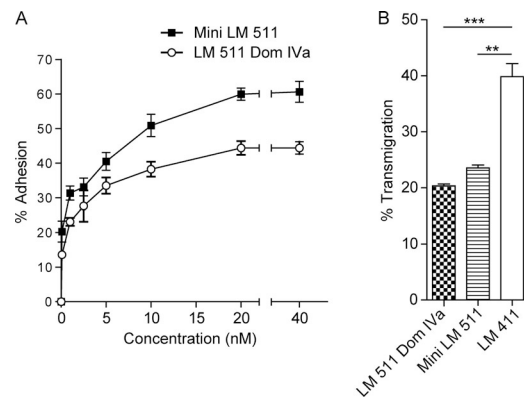 A
Mini LM 511
LM 511 Dom IVa
% Adhesion
70
60
50
40
30
20
10
0
0
5
10
15
20
40
Concentration (nM)
B
***
**
% Transmigration
50
40
30
20
10
0
LM 511 Dom IVa
Mini LM 511
LM 411